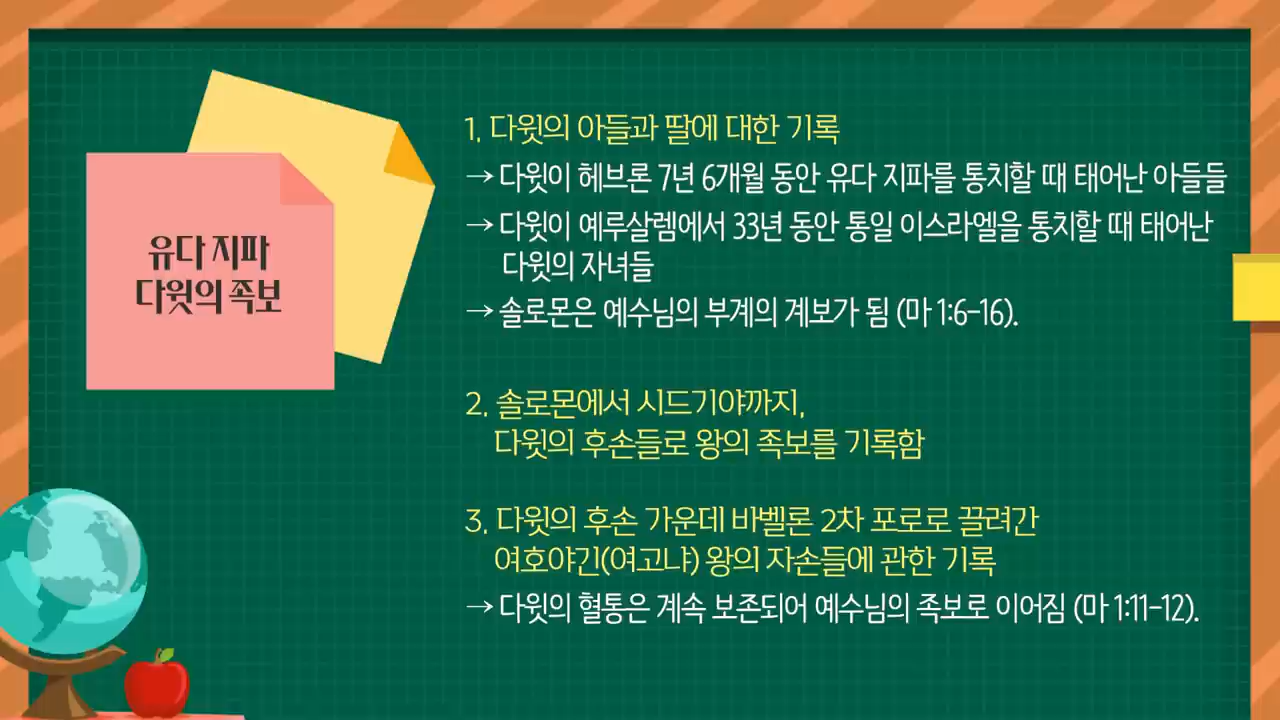 유다 지파
다윗의 족보
1. 다윗의 아들과 딸에 대한 기록
→ 다윗이 헤브론 7년 6개월 동안 유다 지파를 통치할 때 태어난 아들들
→ 다윗이 예루살렘에서 33년 동안 통일 이스라엘을 통치할 때 태어난
다윗의 자녀들
→ 솔로몬은 예수님의 부계의 계보가 됨 (마 1:6-16).
2. 솔로몬에서 시드기야까지,
다윗의 후손들로 왕의 족보를 기록함
3. 다윗의 후손 가운데 바벨론 2차 포로로 끌려간
여호야긴(여고냐) 왕의 자손들에 관한 기록
→ 다윗의 혈통은 계속 보존되어 예수님의 족보로 이어짐 (마 1:11-12).